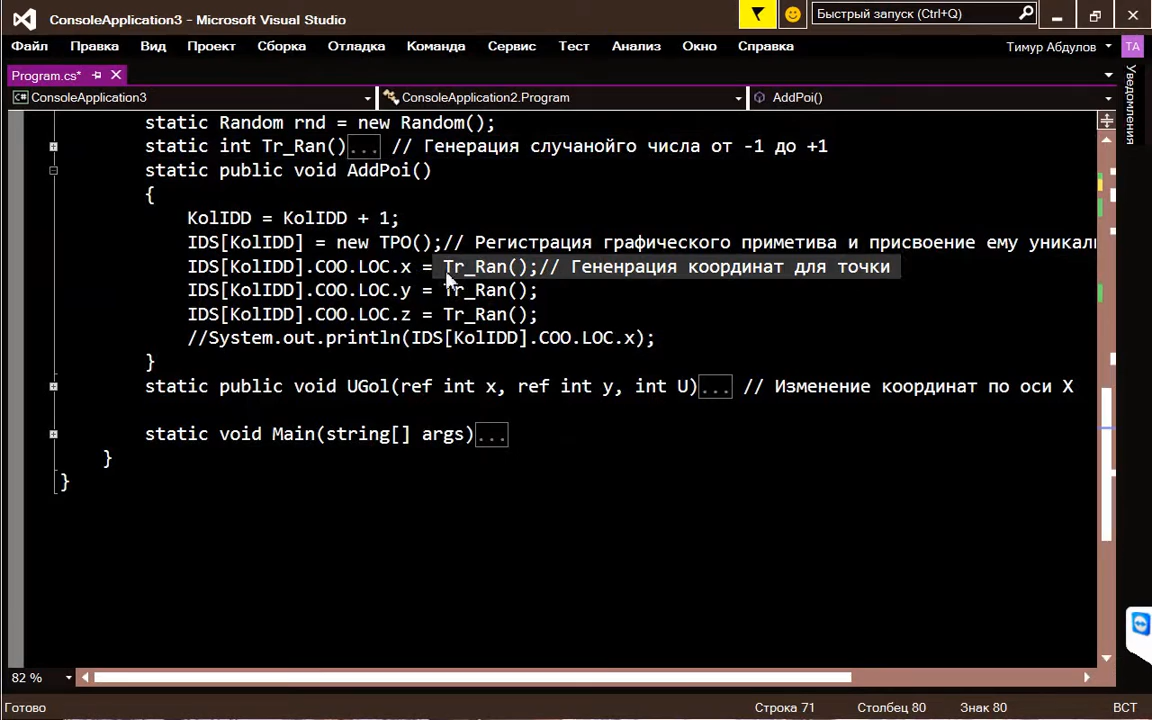 ConsoleApplication3 - Microsoft Visual Studio
Быстрый запуск (Ctrl+Q)
Файл Правка Вид Проект Сборка Отладка Команда Сервис Тест Анализ Окно Справка Тимур Абдулов TA
Program.cs*
Уведомления
C# ConsoleApplication3 ConsoleApplication2.Program AddPoi()
static Random rnd = new Random();
static int Tr_Ran()... // Генерация случанойго числа от -1 до +1
static public void AddPoi()
{
KolIDD = KolIDD + 1;
IDS[KolIDD] = new TPO();// Регистрация графического приметива и присвоение ему уникаль
IDS[KolIDD].COO.LOC.x = Tr_Ran();// Гененрация координат для точки
IDS[KolIDD].COO.LOC.y = Tr_Ran();
IDS[KolIDD].COO.LOC.z = Tr_Ran();
//System.out.println(IDS[KolIDD].COO.LOC.x);
}
static public void UGol(ref int x, ref int y, int U)... // Изменение координат по оси X
static void Main(string[] args)...
}
}
82 %
Готово Строка 71 Столбец 80 Знак 80 ВСТ